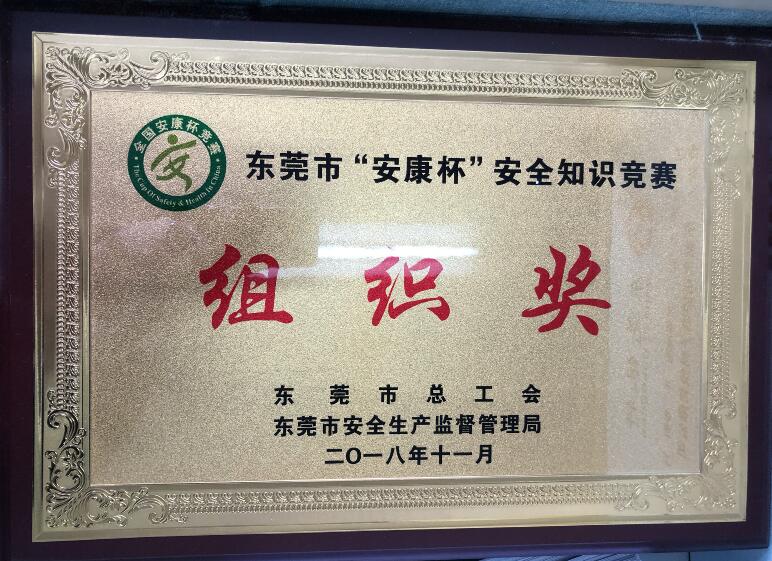 全国安康杯竞赛
安
The Cup Of Safety & Health In China
东莞市“安康杯”安全知识竞赛
组织奖
东莞市总工会
东莞市安全生产监督管理局
二〇一八年十一月